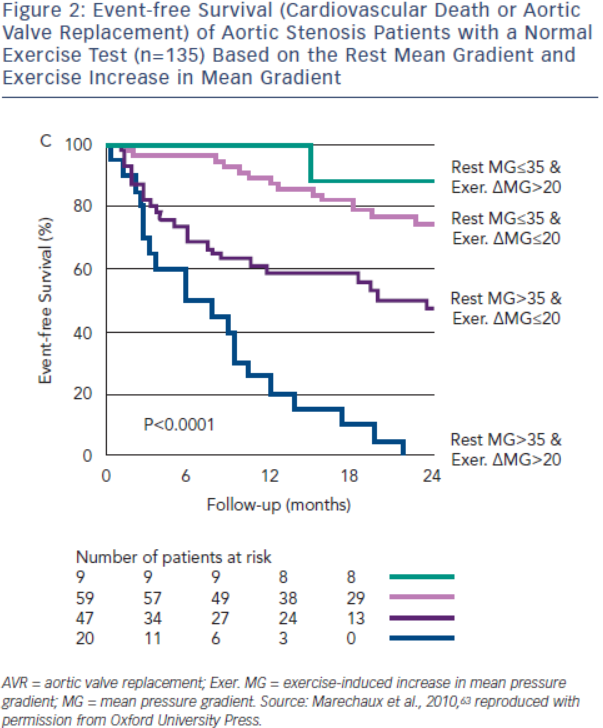 Figure 2: Event-free Survival (Cardiovascular Death or Aortic
Valve Replacement) of Aortic Stenosis Patients with a Normal
Exercise Test (n=135) Based on the Rest Mean Gradient and
Exercise Increase in Mean Gradient
C
100
80
60
40
20
0
Event-free Survival (%)
Rest MG≤35 &
Exer. ΔMG>20
Rest MG≤35 &
Exer. ΔMG≤20
Rest MG>35 &
Exer. ΔMG≤20
Rest MG>35 &
Exer. ΔMG>20
P<0.0001
0 6 12 18 24
Follow-up (months)
Number of patients at risk
9 9 9 8 8
59 57 49 38 29
47 34 27 24 13
20 11 6 3 0
AVR = aortic valve replacement; Exer. MG = exercise-induced increase in mean pressure
gradient; MG = mean pressure gradient. Source: Marechaux et al., 2010,⁶³ reproduced with
permission from Oxford University Press.